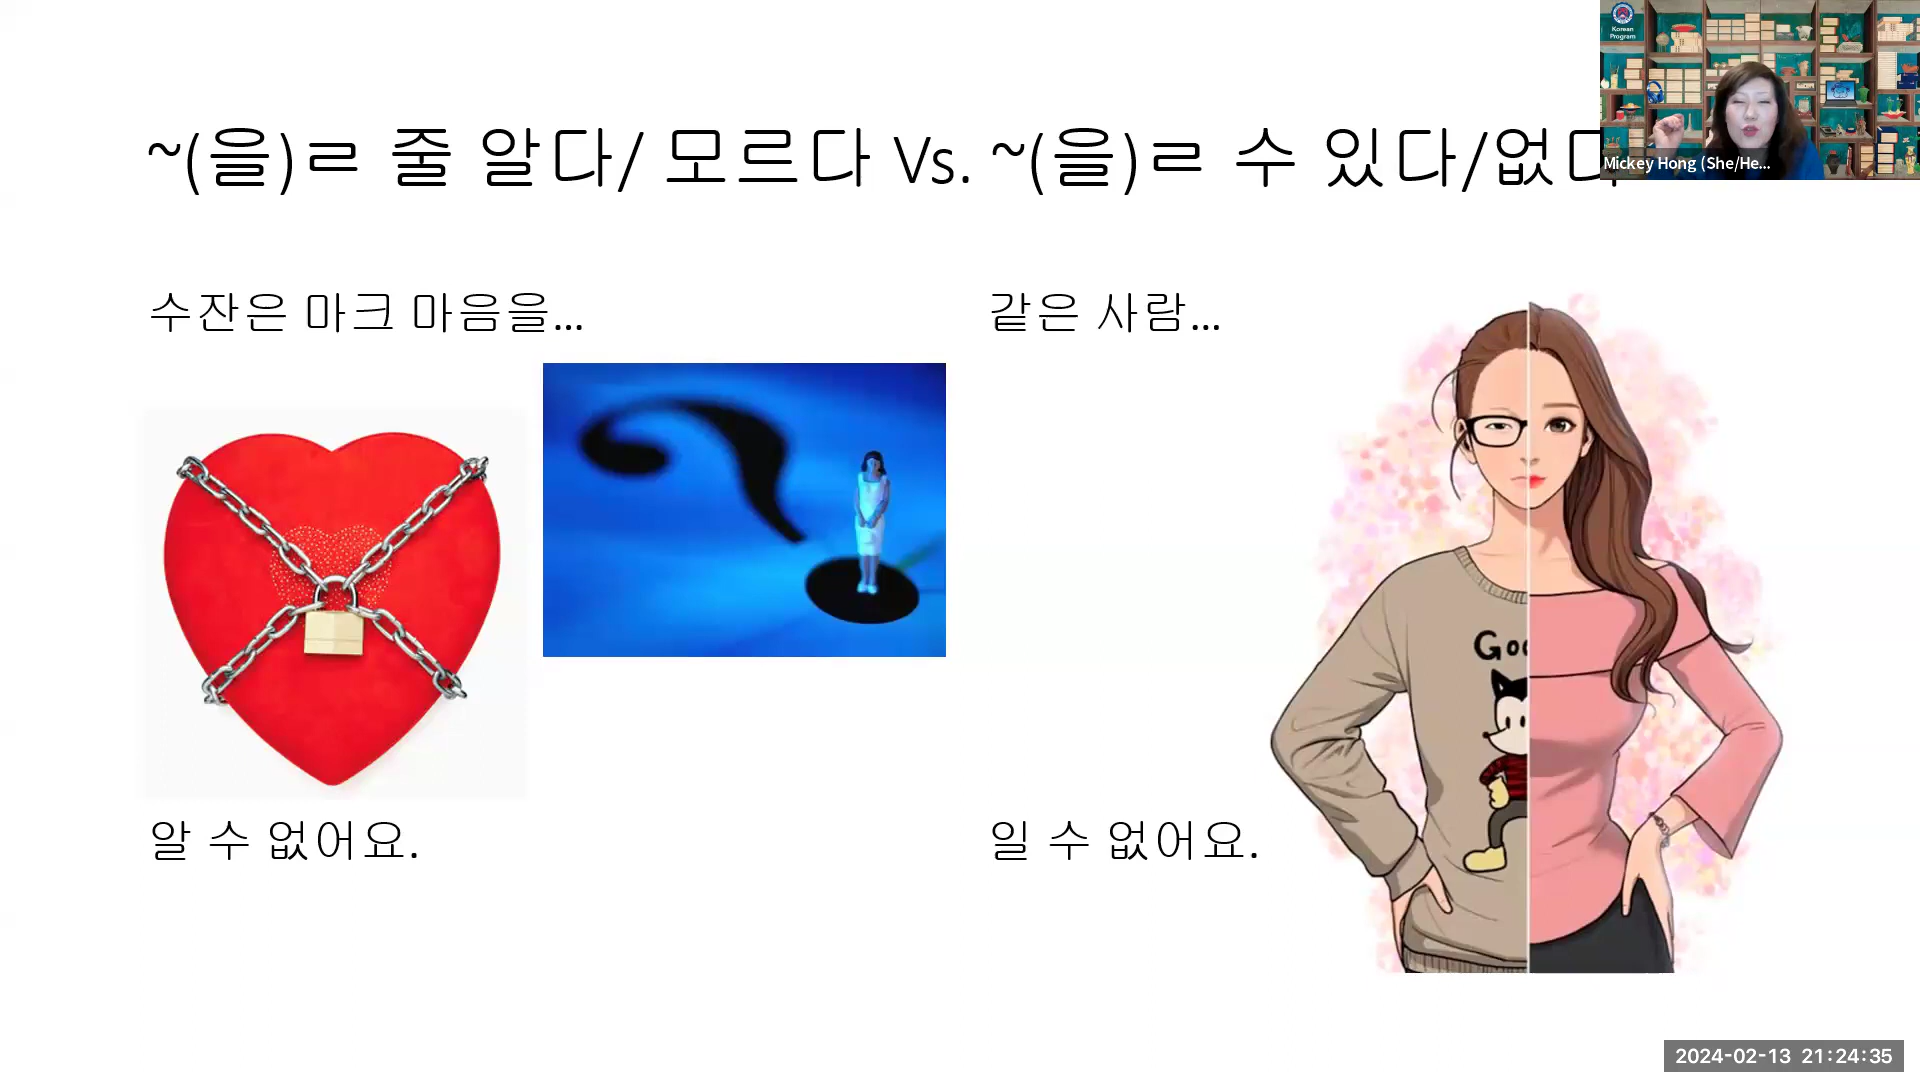 ~(을)ㄹ 줄 알다/ 모르다 Vs. ~(을)ㄹ 수 있다/없다
Korean
Program
Mickey Hong (She/He...
수잔은 마크 마음을...
같은 사람...
Goo
알 수 없어요.
일 수 없어요.
2024-02-13 21:24:35